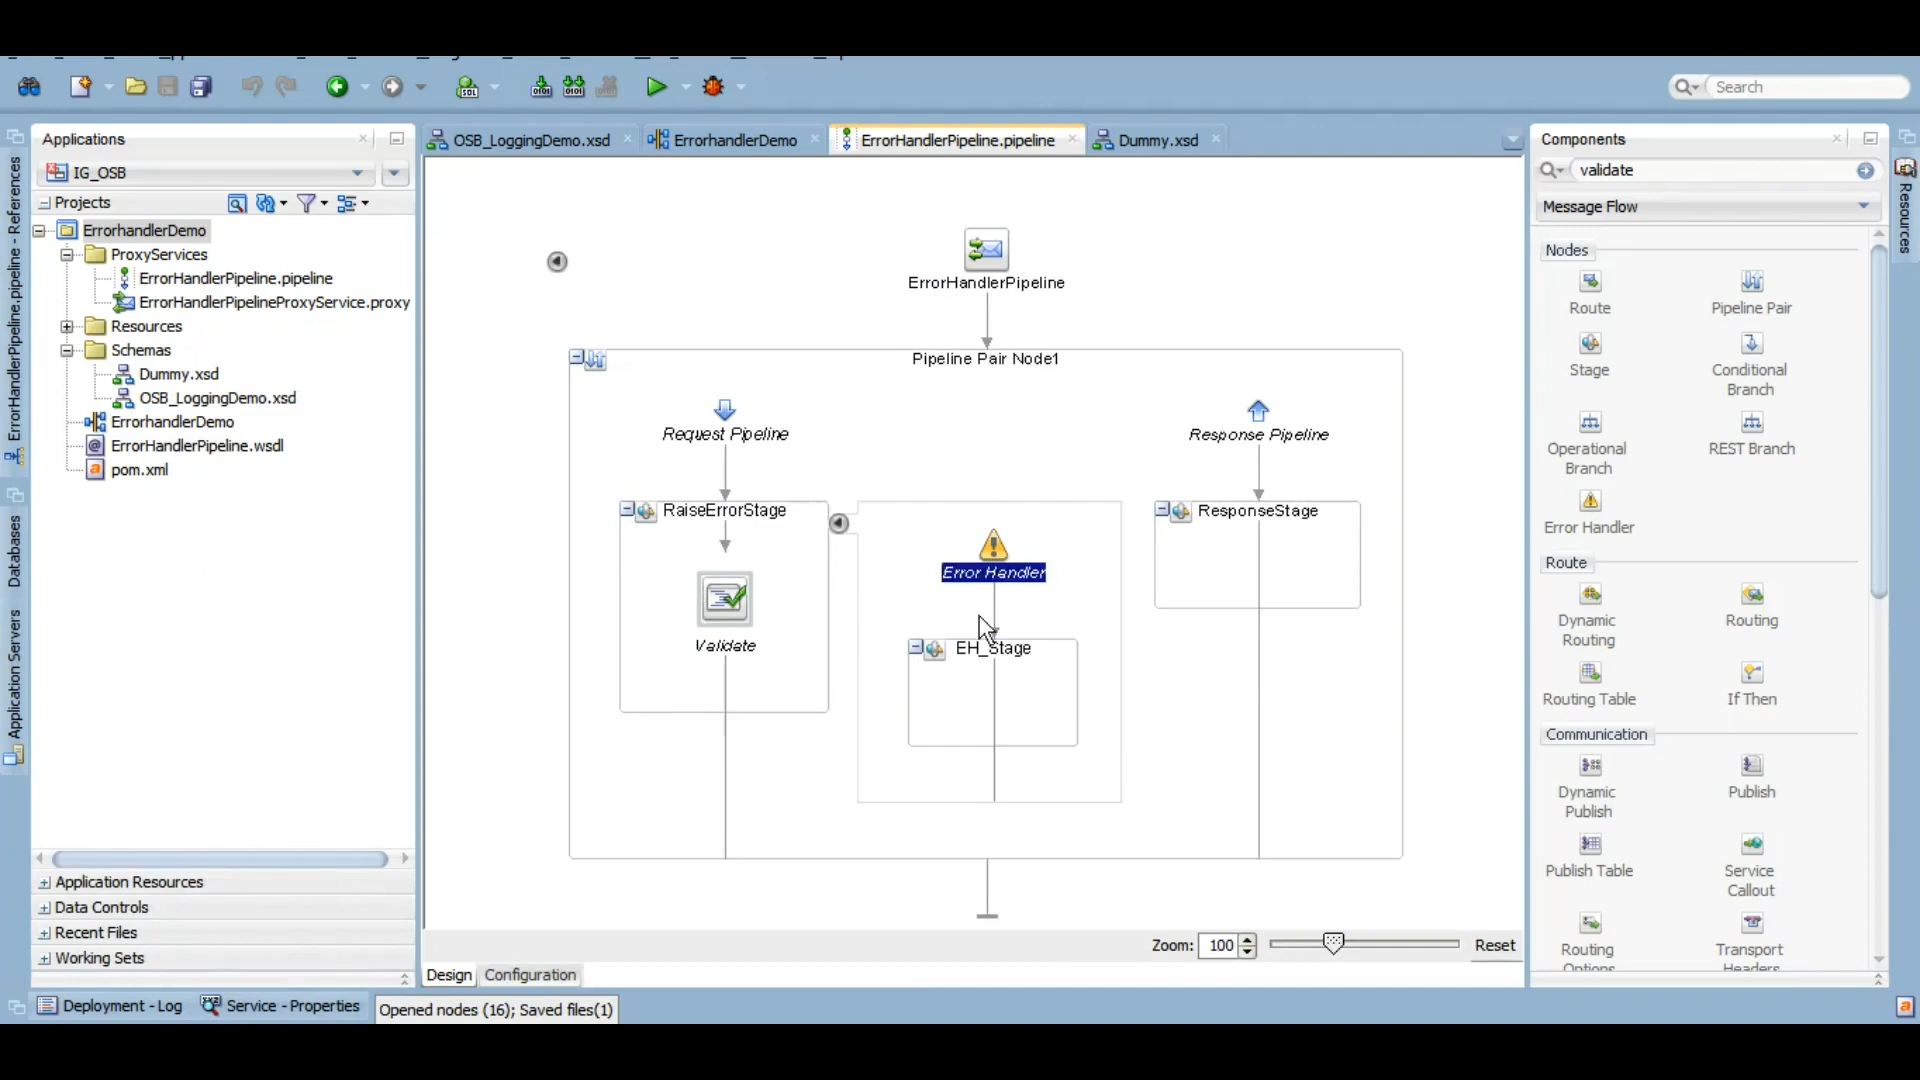 Search
Applications
IG_OSB
Projects
ErrorhandlerDemo
ProxyServices
ErrorHandlerPipeline.pipeline
ErrorHandlerPipelineProxyService.proxy
Resources
Schemas
Dummy.xsd
OSB_LoggingDemo.xsd
ErrorhandlerDemo
ErrorHandlerPipeline.wsdl
pom.xml
Application Resources
Data Controls
Recent Files
Working Sets
ErrorHandlerPipeline.pipeline - References
Databases
Application Servers
OSB_LoggingDemo.xsd
ErrorhandlerDemo
ErrorHandlerPipeline.pipeline
Dummy.xsd
ErrorHandlerPipeline
Pipeline Pair Node1
Request Pipeline
Response Pipeline
RaiseErrorStage
ResponseStage
Error Handler
Validate
EH_Stage
Zoom: 100
Reset
Design
Configuration
Components
validate
Message Flow
Nodes
Route
Pipeline Pair
Stage
Conditional
Branch
Operational
Branch
REST Branch
Error Handler
Route
Dynamic
Routing
Routing
Routing Table
If Then
Communication
Dynamic
Publish
Publish
Publish Table
Service
Callout
Routing
Options
Transport
Headers
Resources
Deployment - Log
Service - Properties
Opened nodes (16); Saved files(1)